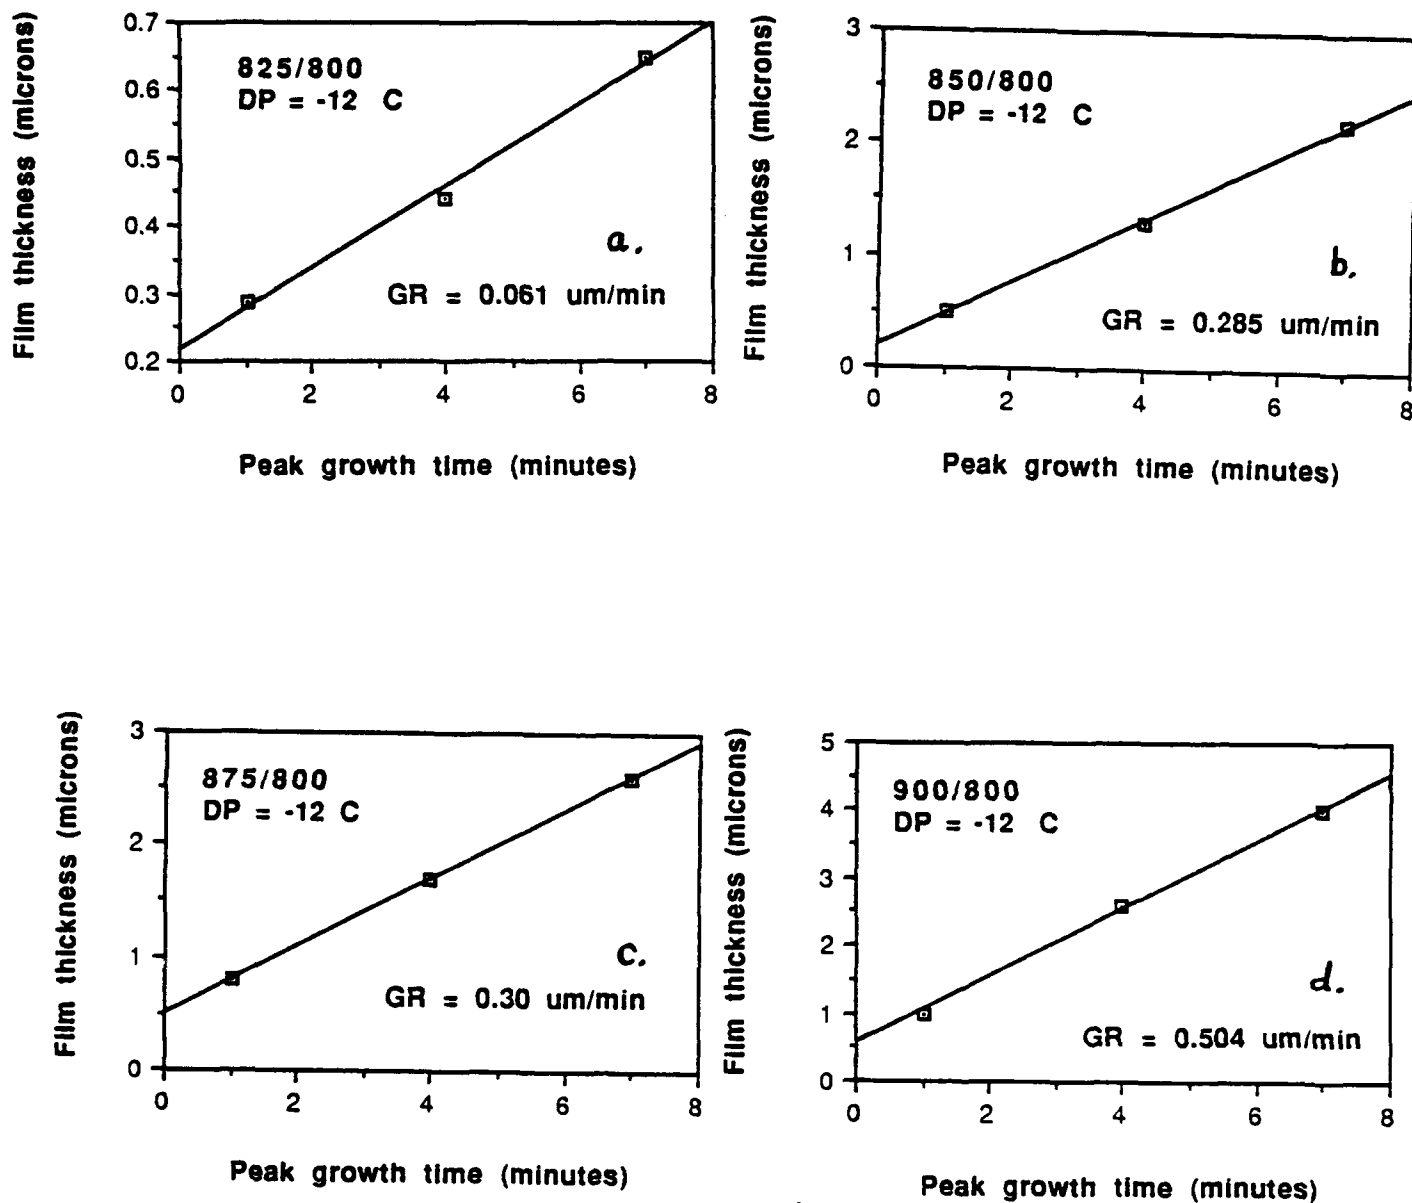 Film thickness (microns)
0.7
0.6
0.5
0.4
0.3
0.2
825/800
DP = -12 C
a.
GR = 0.061 um/min
0 2 4 6 8
Peak growth time (minutes)
Film thickness (microns)
3
2
1
0
850/800
DP = -12 C
b.
GR = 0.285 um/min
0 2 4 6 8
Peak growth time (minutes)
Film thickness (microns)
3
2
1
0
875/800
DP = -12 C
c.
GR = 0.30 um/min
0 2 4 6 8
Peak growth time (minutes)
Film thickness (microns)
5
4
3
2
1
0
900/800
DP = -12 C
d.
GR = 0.504 um/min
0 2 4 6 8
Peak growth time (minutes)